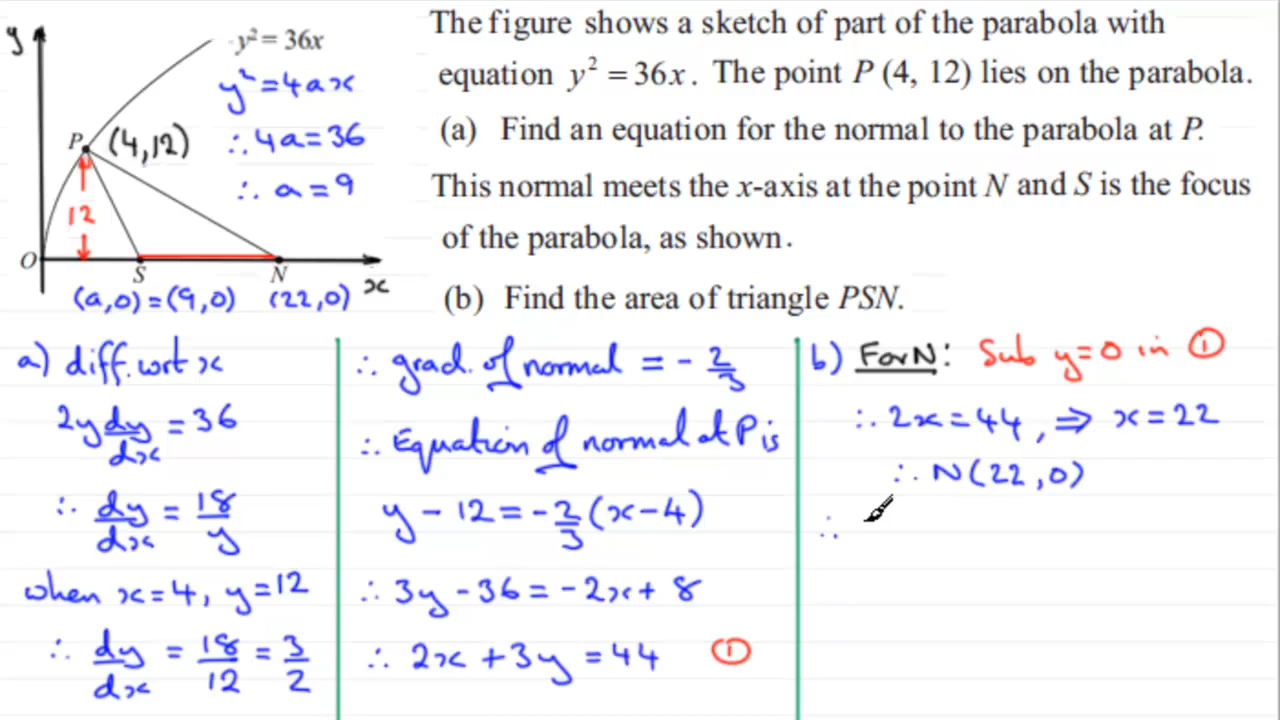 y
y² = 36x
y² = 4ax
P (4,12)
∴ 4a = 36
∴ a = 9
12
O S N x
(a,0) = (9,0) (22,0)
The figure shows a sketch of part of the parabola with
equation y² = 36x. The point P (4, 12) lies on the parabola.
(a) Find an equation for the normal to the parabola at P.
This normal meets the x-axis at the point N and S is the focus
of the parabola, as shown.
(b) Find the area of triangle PSN.
a) diff. wrt x
2y dy/dx = 36
∴ dy/dx = 18/y
when x = 4, y = 12
∴ dy/dx = 18/12 = 3/2
∴ grad. of normal = - 2/3
∴ Equation of normal at P is
y - 12 = - 2/3 (x - 4)
∴ 3y - 36 = - 2x + 8
∴ 2x + 3y = 44 ①
b) For N: Sub y = 0 in ①
∴ 2x = 44, ⇒ x = 22
∴ N(22,0)
∴